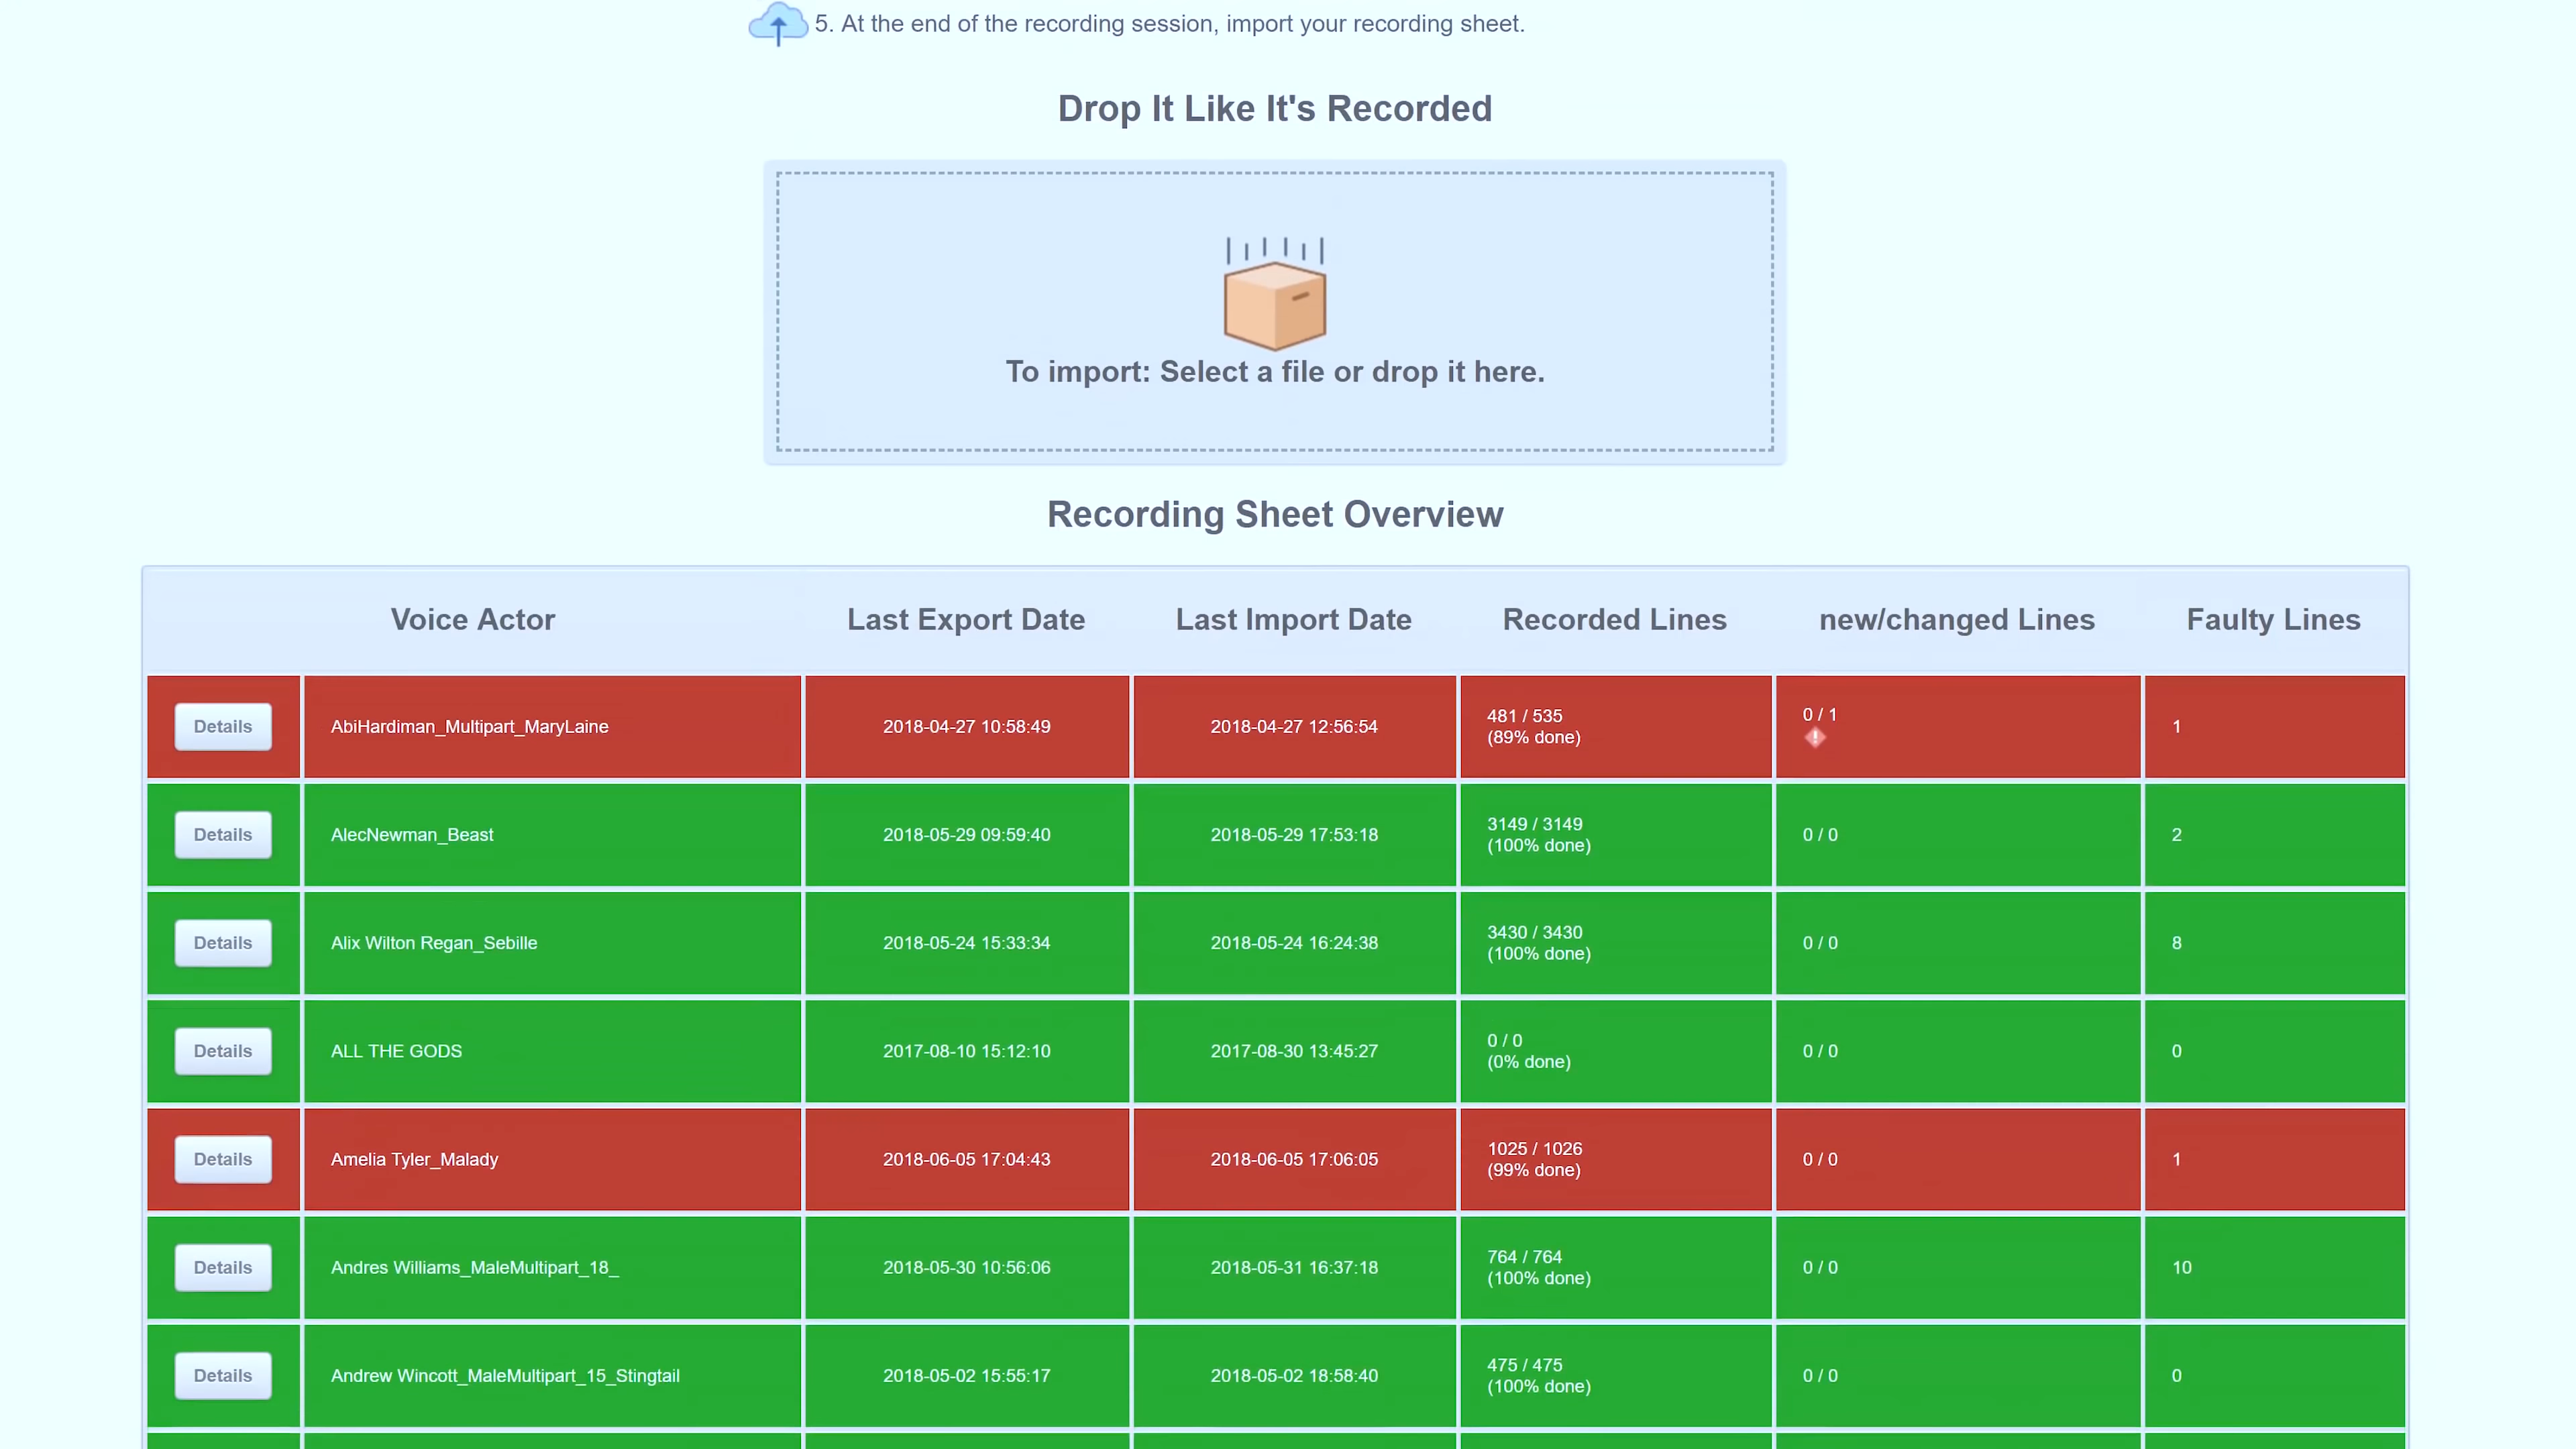 5. At the end of the recording session, import your recording sheet.
Drop It Like It's Recorded
To import: Select a file or drop it here.
Recording Sheet Overview
Voice Actor Last Export Date Last Import Date Recorded Lines new/changed Lines Faulty Lines
Details AbiHardiman_Multipart_MaryLaine 2018-04-27 10:58:49 2018-04-27 12:56:54 481 / 535 0 / 1 1
(89% done)
Details AlecNewman_Beast 2018-05-29 09:59:40 2018-05-29 17:53:18 3149 / 3149 0 / 0 2
(100% done)
Details Alix Wilton Regan_Sebille 2018-05-24 15:33:34 2018-05-24 16:24:38 3430 / 3430 0 / 0 8
(100% done)
Details ALL THE GODS 2017-08-10 15:12:10 2017-08-30 13:45:27 0 / 0 0 / 0 0
(0% done)
Details Amelia Tyler_Malady 2018-06-05 17:04:43 2018-06-05 17:06:05 1025 / 1026 0 / 0 1
(99% done)
Details Andres Williams_MaleMultipart_18_ 2018-05-30 10:56:06 2018-05-31 16:37:18 764 / 764 0 / 0 10
(100% done)
Details Andrew Wincott_MaleMultipart_15_Stingtail 2018-05-02 15:55:17 2018-05-02 18:58:40 475 / 475 0 / 0 0
(100% done)